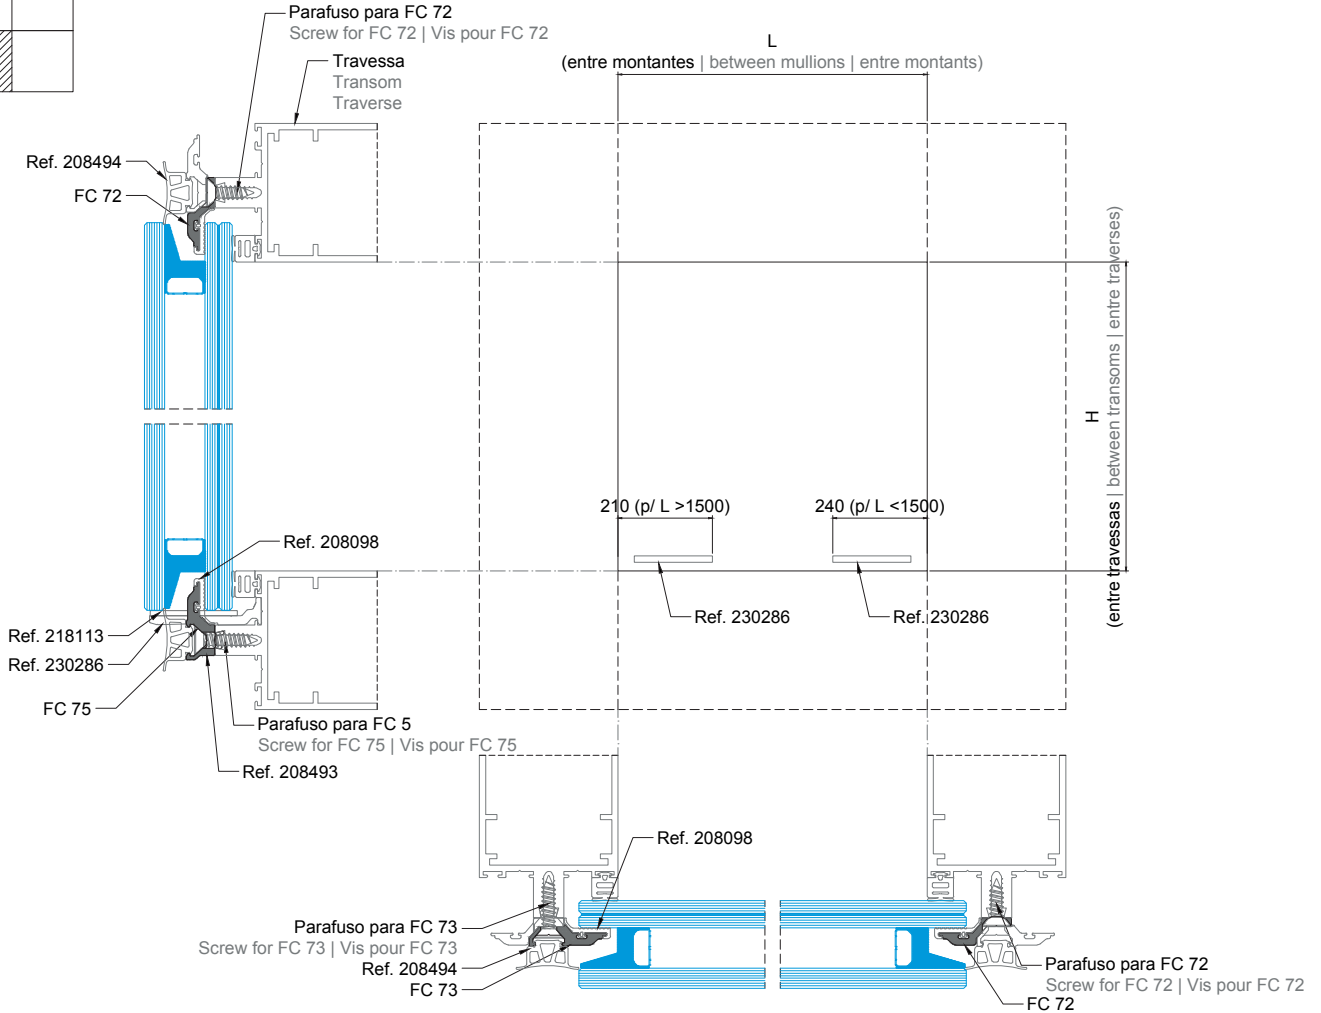 Parafuso para FC 72
Screw for FC 72 | Vis pour FC 72
Travessa
Transom
Traverse
L
(entre montantes | between mullions | entre montants)
Ref. 208494
FC 72
H
(entre travessas | between transoms | entre traverses)
210 (p/ L >1500)
240 (p/ L <1500)
Ref. 208098
Ref. 230286
Ref. 230286
Ref. 218113
Ref. 230286
FC 75
Parafuso para FC 5
Screw for FC 75 | Vis pour FC 75
Ref. 208493
Ref. 208098
Parafuso para FC 73
Screw for FC 73 | Vis pour FC 73
Ref. 208494
FC 73
Parafuso para FC 72
Screw for FC 72 | Vis pour FC 72
FC 72